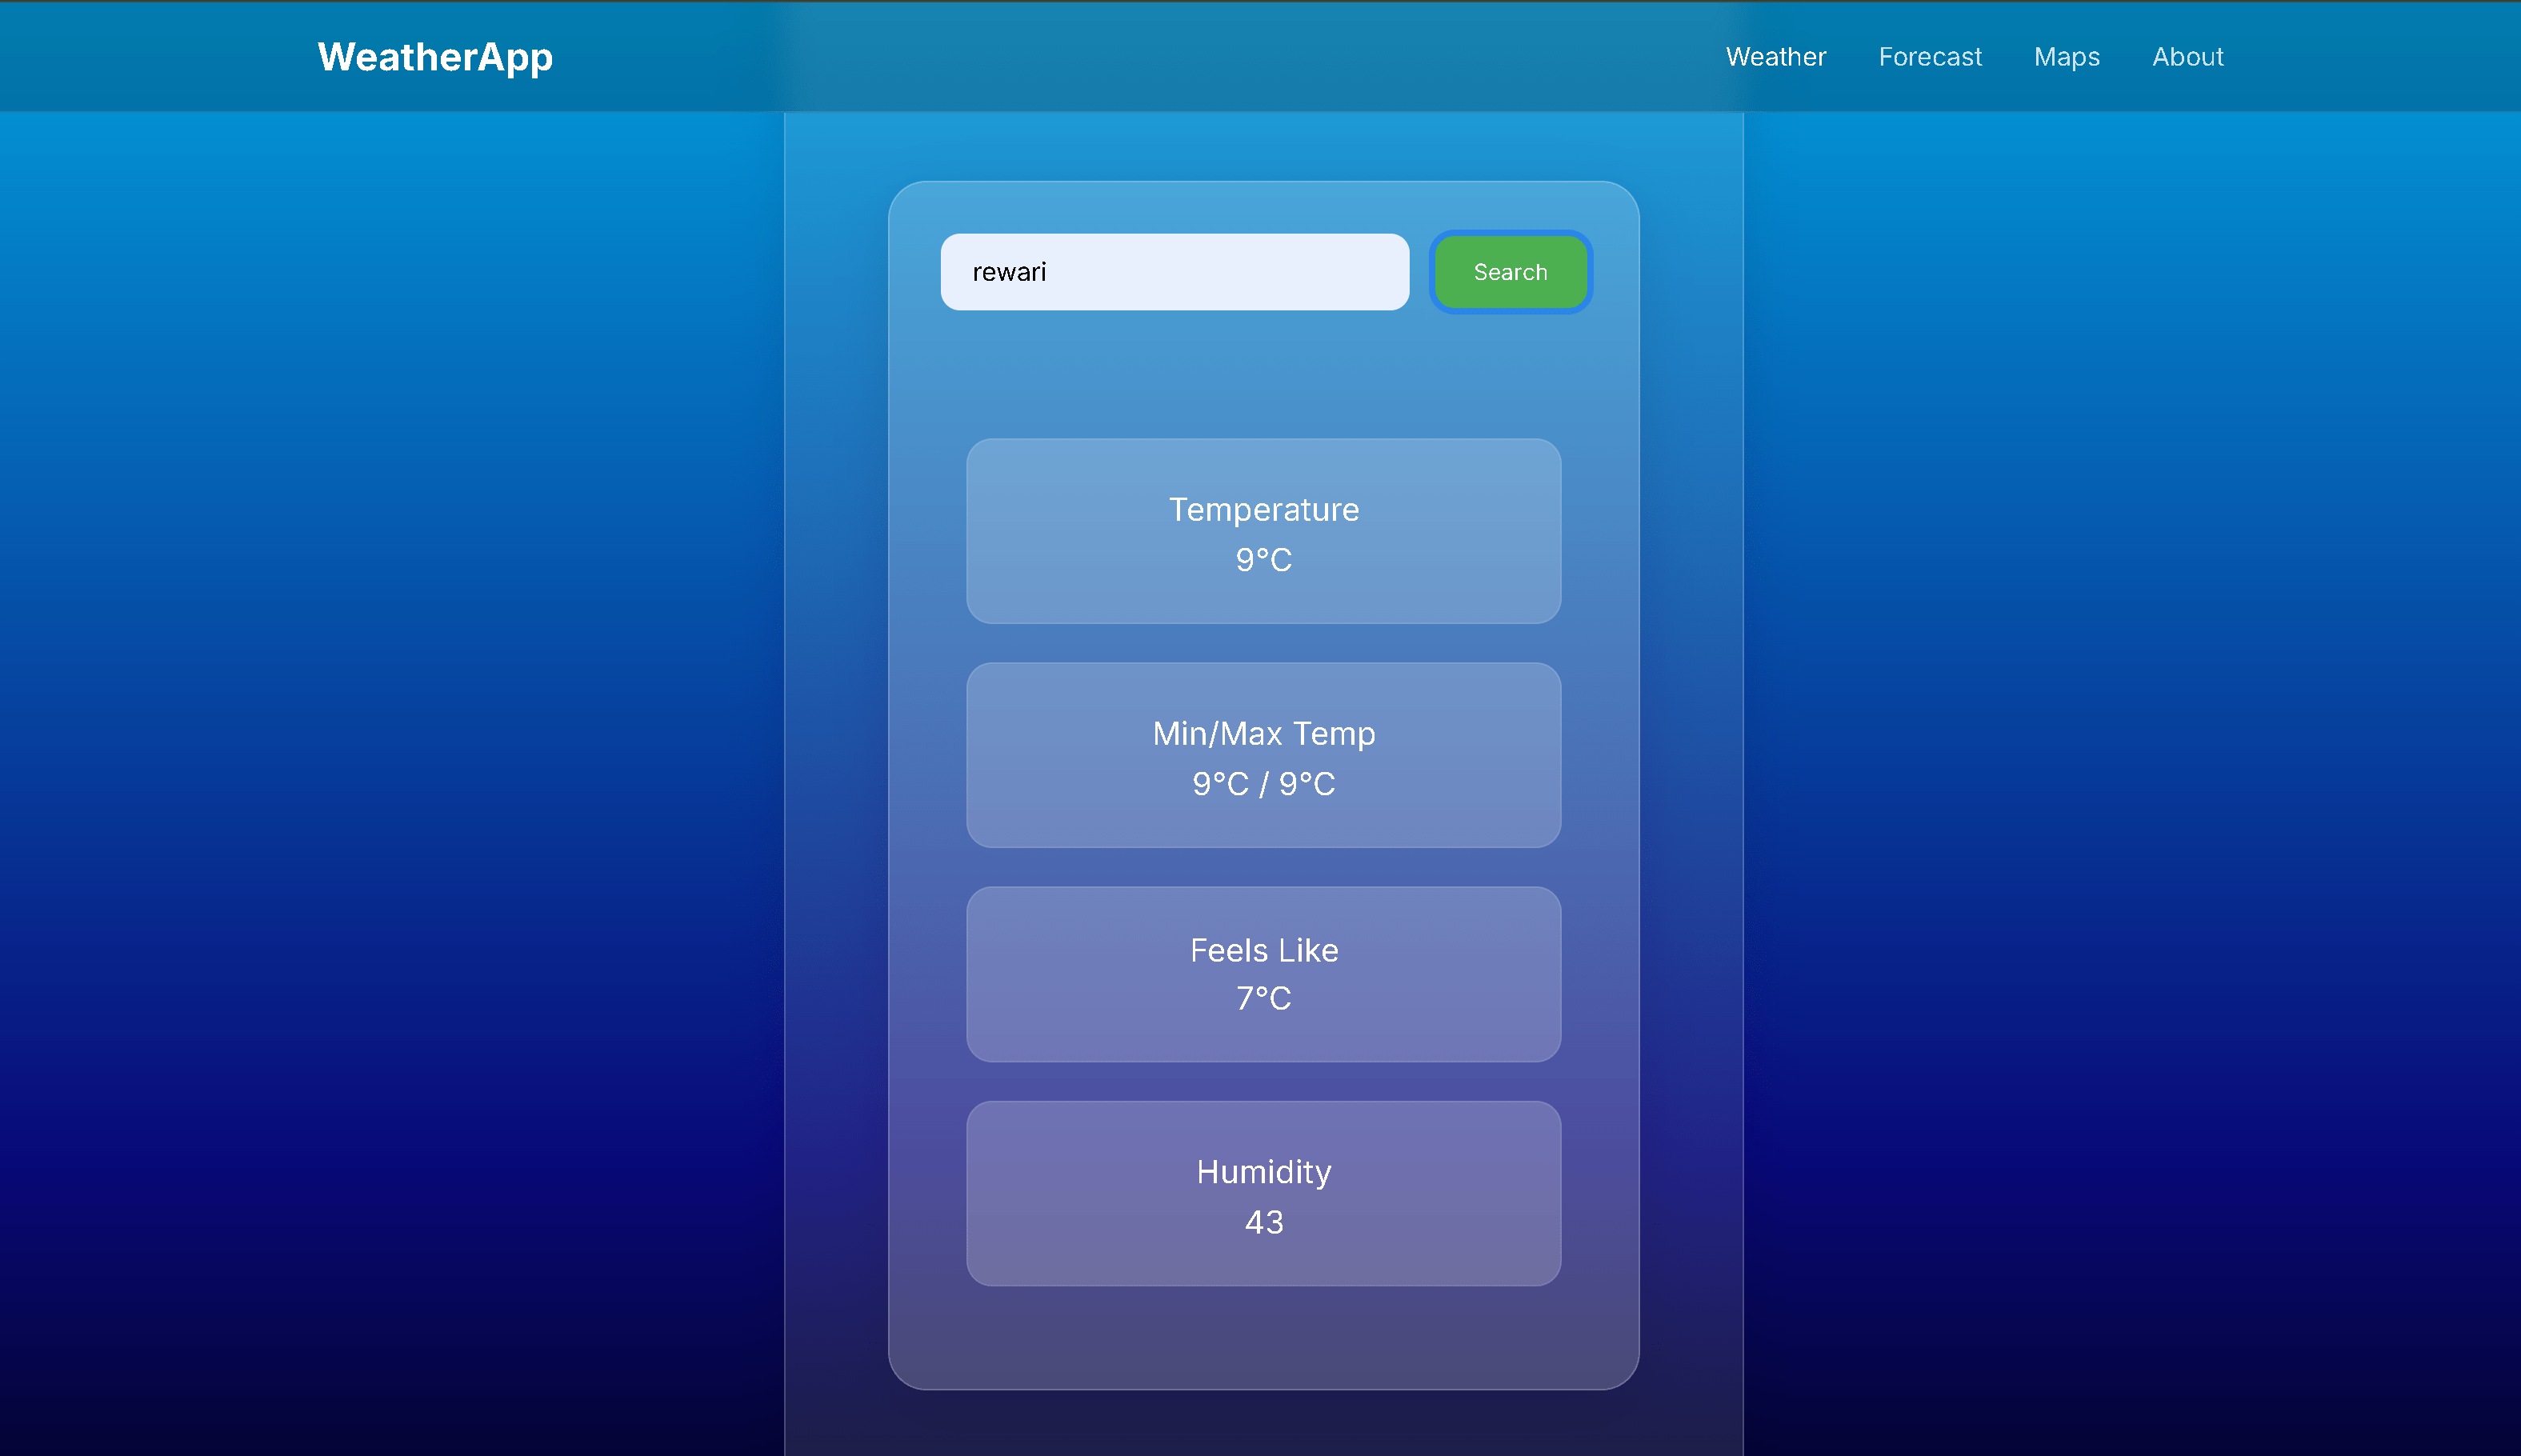 WeatherApp
Weather Forecast Maps About
rewari
Search
Temperature
9°C
Min/Max Temp
9°C / 9°C
Feels Like
7°C
Humidity
43